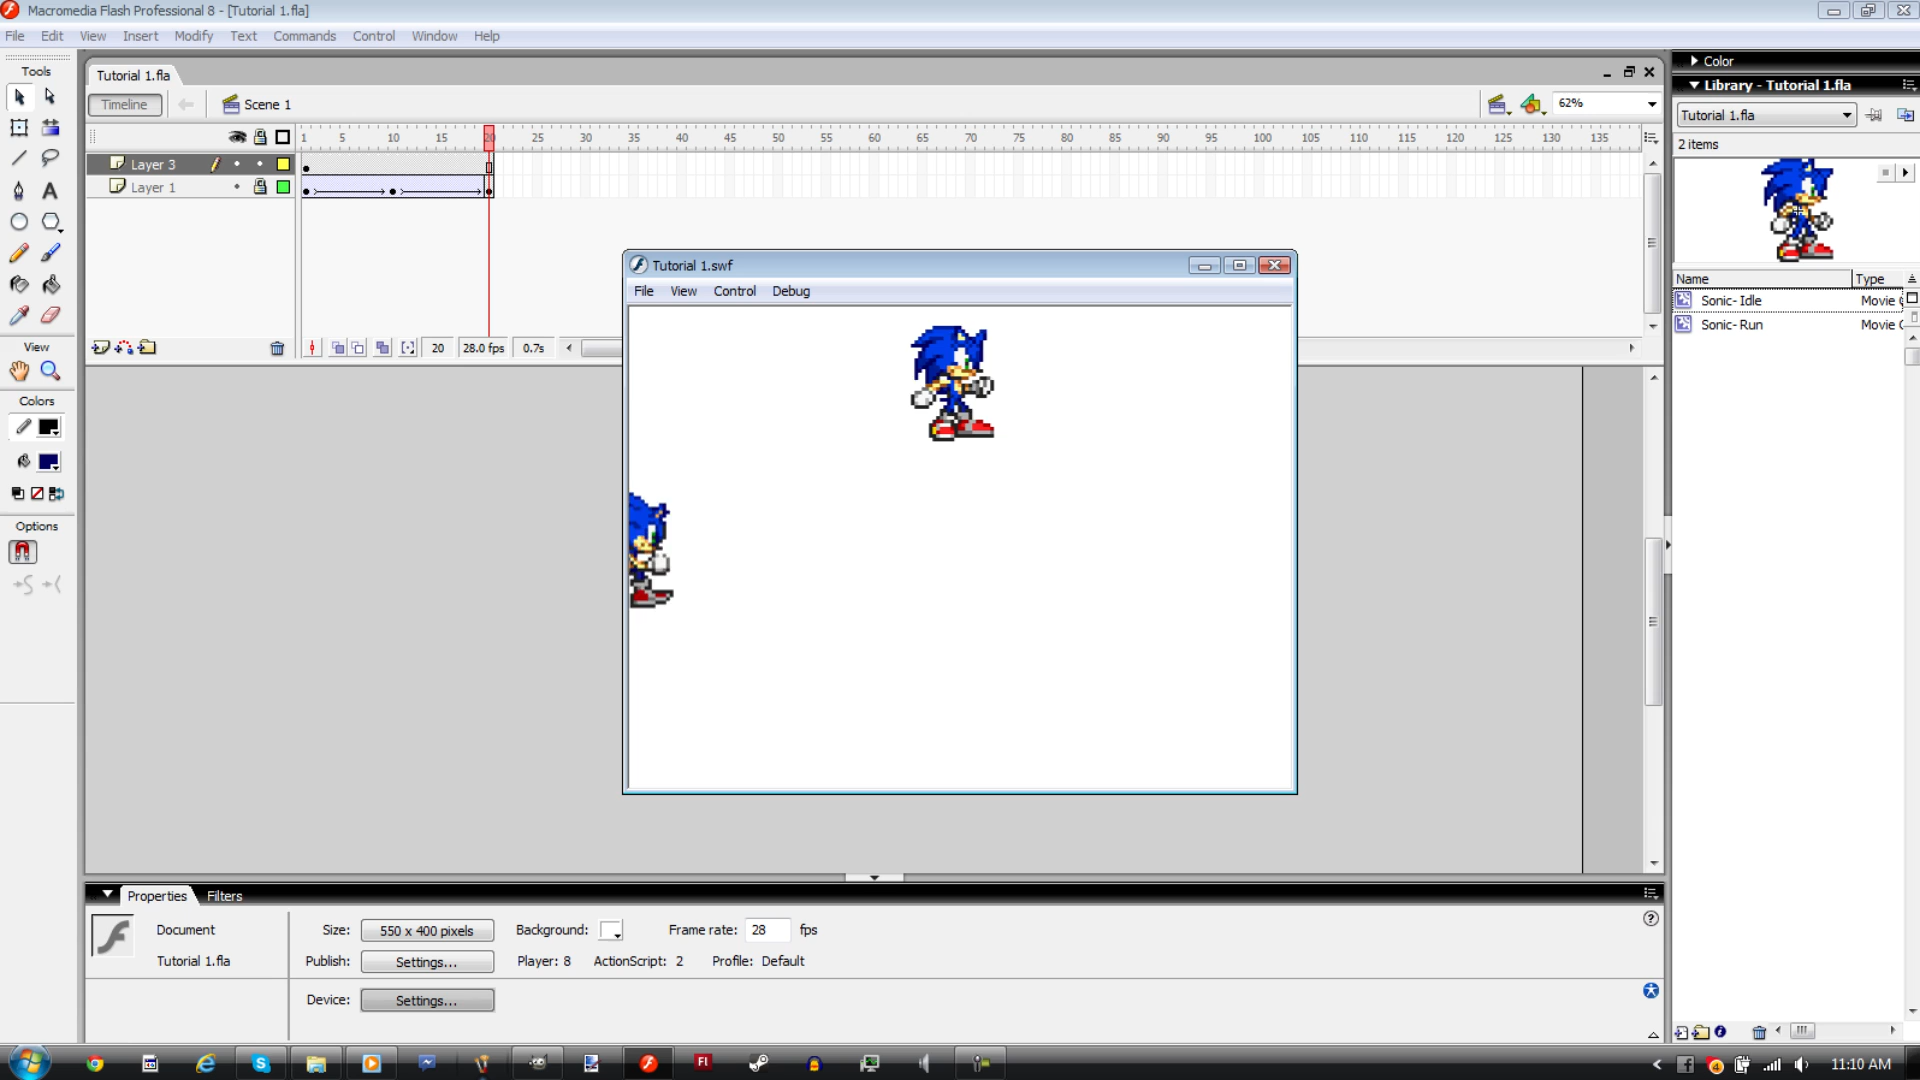 Macromedia Flash Professional 8 - [Tutorial 1.fla]
File Edit View Insert Modify Text Commands Control Window Help
Tools
Tutorial 1.fla
Timeline
Scene 1
62%
1 5 10 15 20 25 30 35 40 45 50 55 60 65 70 75 80 85 90 95 100 105 110 115 120 125 130 135
Layer 3
Layer 1
20 28.0 fps 0.7s
View
Colors
Options
Tutorial 1.swf
File View Control Debug
Color
Library - Tutorial 1.fla
Tutorial 1.fla
2 items
Name Type
Sonic- Idle Movie C
Sonic- Run Movie C
Properties Filters
Document
Tutorial 1.fla
Size: 550 x 400 pixels Background: Frame rate: 28 fps
Publish: Settings... Player: 8 ActionScript: 2 Profile: Default
Device: Settings...
11:10 AM